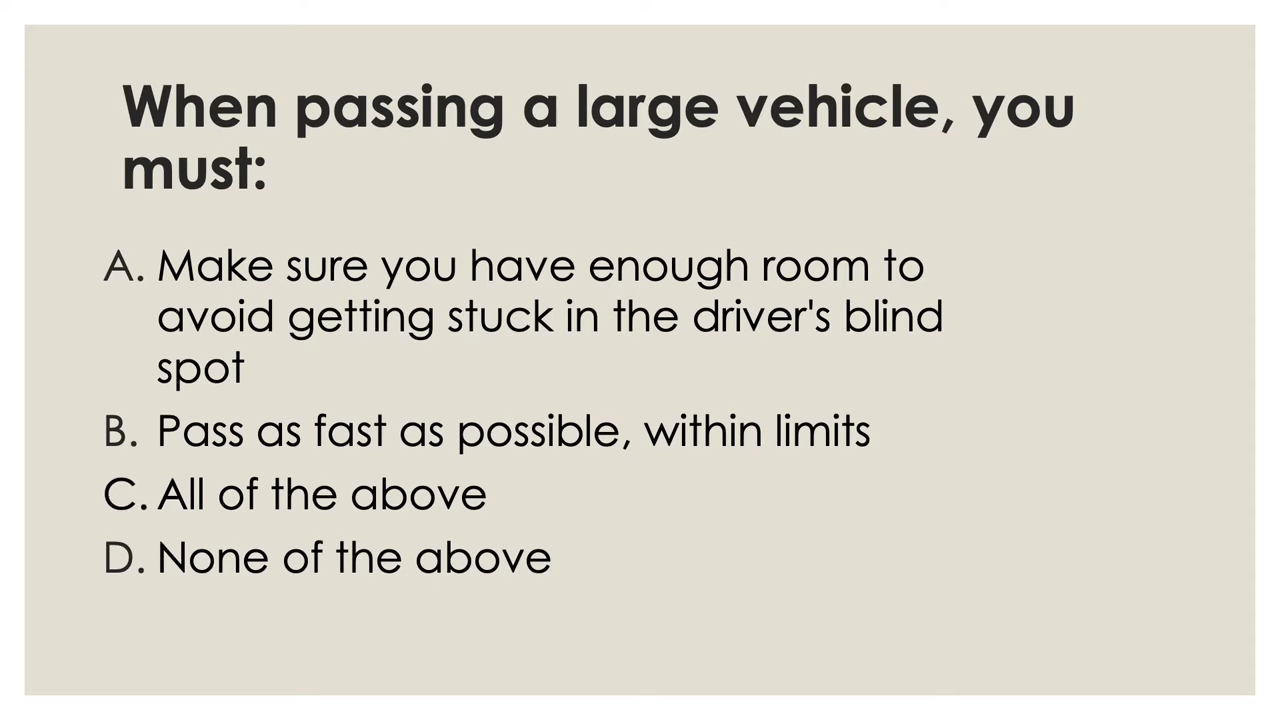 When passing a large vehicle, you
must:
A. Make sure you have enough room to
avoid getting stuck in the driver's blind
spot
B. Pass as fast as possible, within limits
C. All of the above
D. None of the above